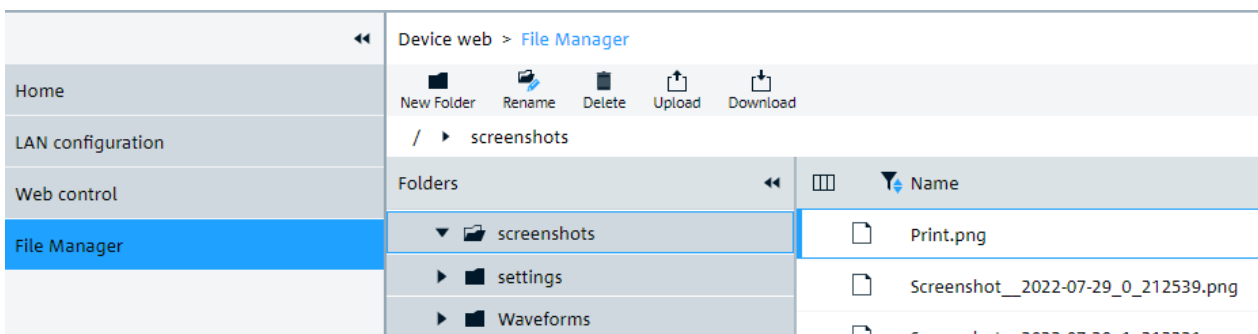 Device web > File Manager
Home
LAN configuration
Web control
File Manager
New Folder Rename Delete Upload Download
/ screenshots
Folders
screenshots
settings
Waveforms
Name
Print.png
Screenshot__2022-07-29_0_212539.png